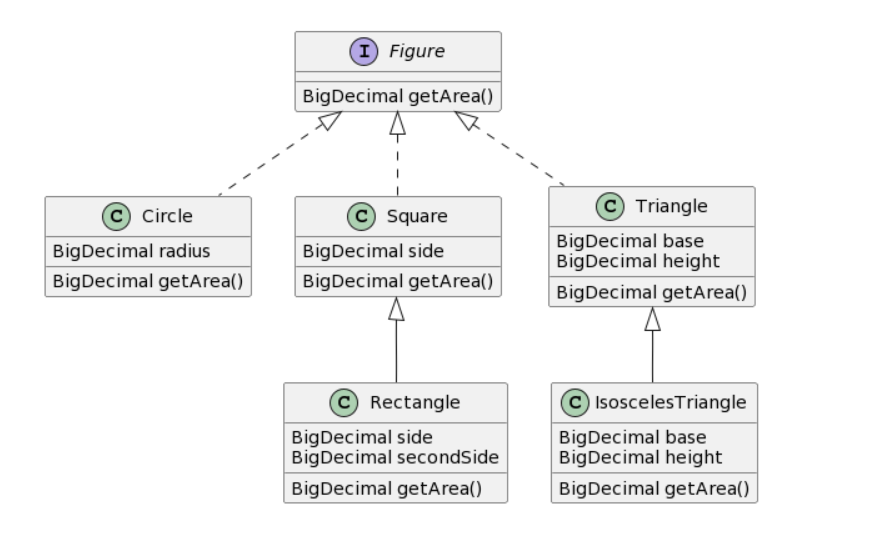 I Figure
BigDecimal getArea()
C Circle
BigDecimal radius
BigDecimal getArea()
C Square
BigDecimal side
BigDecimal getArea()
C Triangle
BigDecimal base
BigDecimal height
BigDecimal getArea()
C Rectangle
BigDecimal side
BigDecimal secondSide
BigDecimal getArea()
C IsoscelesTriangle
BigDecimal base
BigDecimal height
BigDecimal getArea()